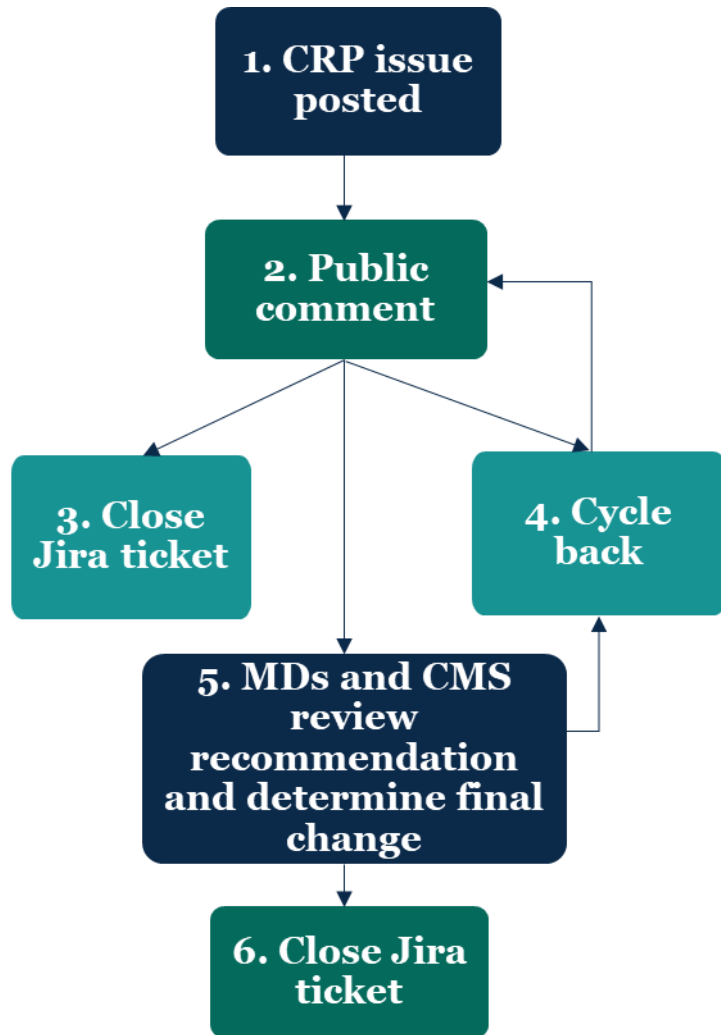 1. CRP issue
posted
2. Public
comment
3. Close
Jira ticket
4. Cycle
back
5. MDs and CMS
review
recommendation
and determine final
change
6. Close Jira
ticket